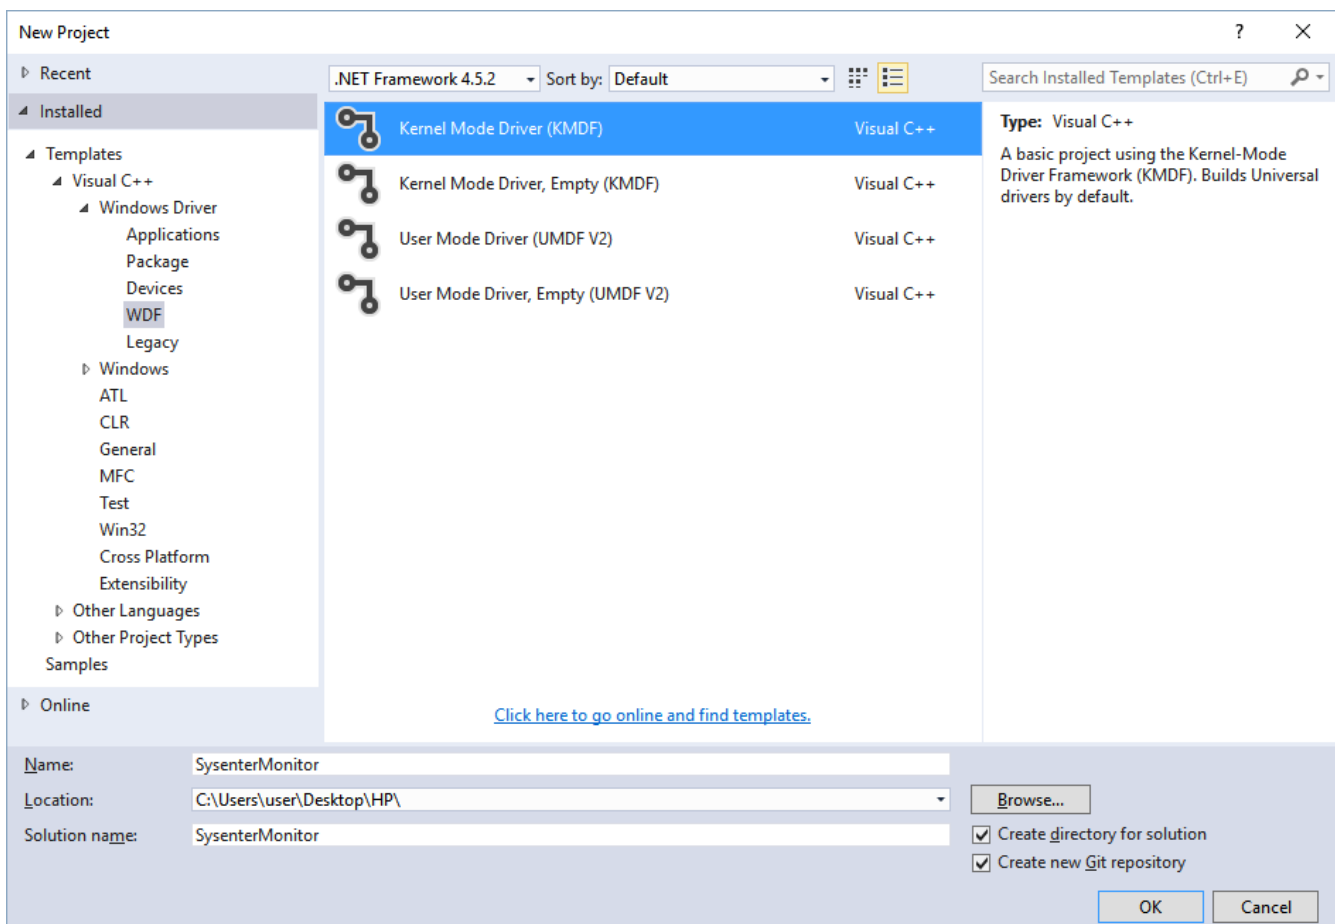 New Project
?
Recent
.NET Framework 4.5.2
Sort by:
Default
Search Installed Templates (Ctrl+E)
Installed
Templates
Visual C++
Windows Driver
Applications
Package
Devices
WDF
Legacy
Windows
ATL
CLR
General
MFC
Test
Win32
Cross Platform
Extensibility
Other Languages
Other Project Types
Samples
Online
Kernel Mode Driver (KMDF) Visual C++
Kernel Mode Driver, Empty (KMDF) Visual C++
User Mode Driver (UMDF V2) Visual C++
User Mode Driver, Empty (UMDF V2) Visual C++
Click here to go online and find templates.
Type: Visual C++
A basic project using the Kernel-Mode
Driver Framework (KMDF). Builds Universal
drivers by default.
Name: SysenterMonitor
Location: C:\Users\user\Desktop\HP\
Browse...
Solution name: SysenterMonitor
Create directory for solution
Create new Git repository
OK
Cancel